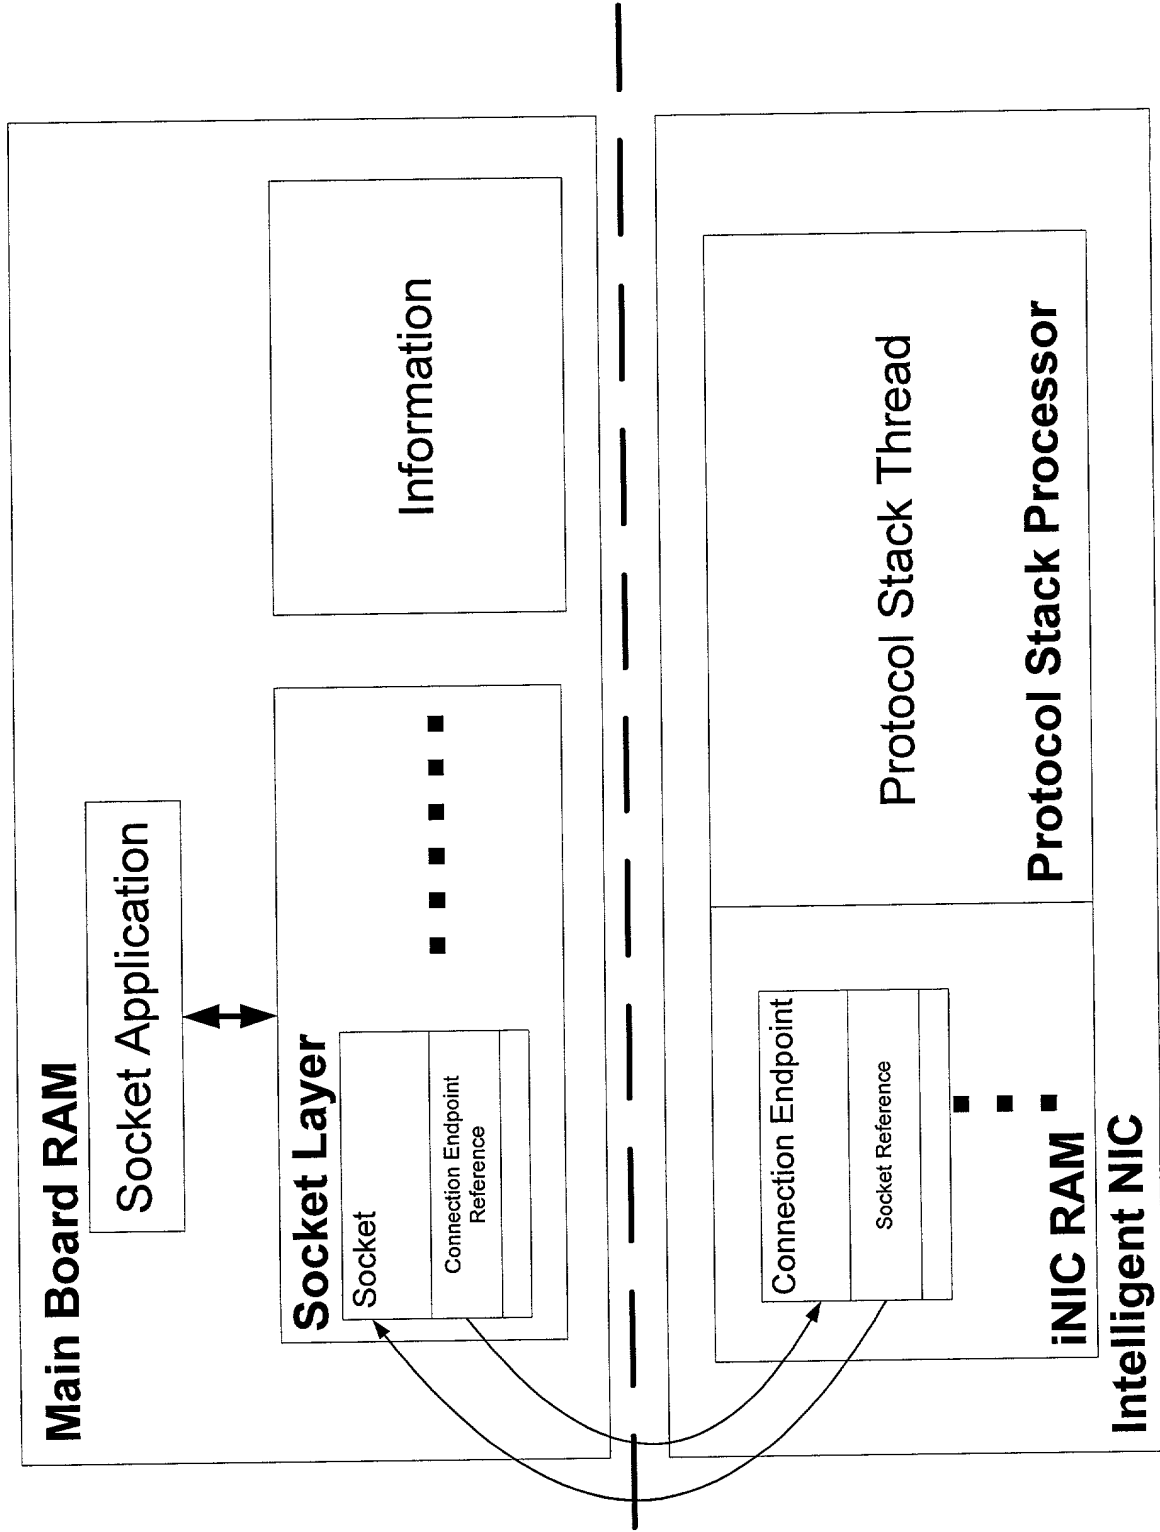 Main Board RAM
Socket Application
Socket Layer
Socket
Connection Endpoint
Reference
Information
Connection Endpoint
Socket Reference
iNIC RAM
Protocol Stack Thread
Protocol Stack Processor
Intelligent NIC